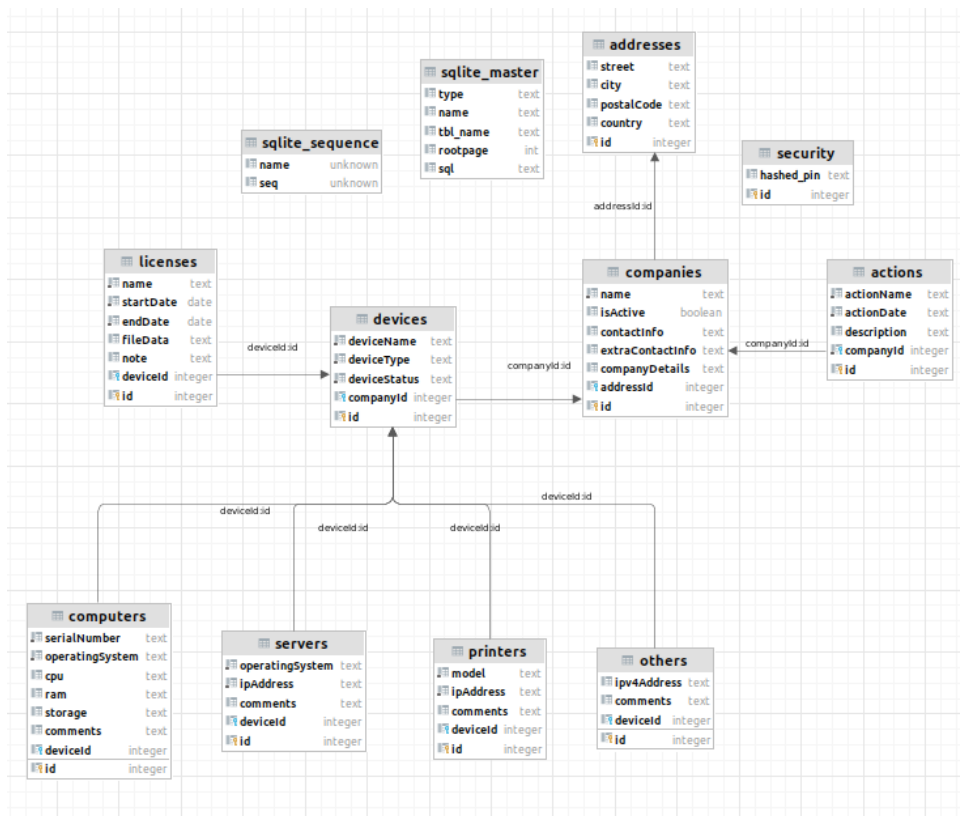 addresses
street text
city text
postalCode text
country text
id integer
sqlite_master
type text
name text
tbl_name text
rootpage int
sql text
sqlite_sequence
name unknown
seq unknown
security
hashed_pin text
id integer
addressId:id
licenses
name text
startDate date
endDate date
fileData text
note text
deviceId integer
id integer
deviceId:id
devices
deviceName text
deviceType text
deviceStatus text
companyId integer
id integer
companyId:id
companies
name text
isActive boolean
contactInfo text
extraContactInfo text
companyDetails text
addressId integer
id integer
companyId:id
actions
actionName text
actionDate text
description text
companyId integer
id integer
deviceId:id
deviceId:id
deviceId:id
deviceId:id
computers
serialNumber text
operatingSystem text
cpu text
ram text
storage text
comments text
deviceId integer
id integer
servers
operatingSystem text
ipAddress text
comments text
deviceId integer
id integer
printers
model text
ipAddress text
comments text
deviceId integer
id integer
others
ipv4Address text
comments text
deviceId integer
id integer